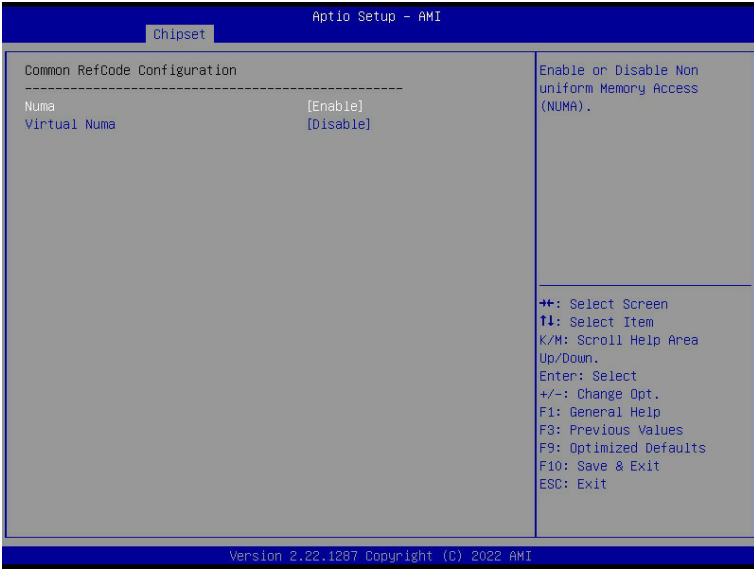 Aptio Setup – AMI
Chipset
Common RefCode Configuration
--------------------------------------------------
Numa [Enable]
Virtual Numa [Disable]
Enable or Disable Non
uniform Memory Access
(NUMA).
→←: Select Screen
↑↓: Select Item
K/M: Scroll Help Area
Up/Down.
Enter: Select
+/-: Change Opt.
F1: General Help
F3: Previous Values
F9: Optimized Defaults
F10: Save & Exit
ESC: Exit
Version 2.22.1287 Copyright (C) 2022 AMI